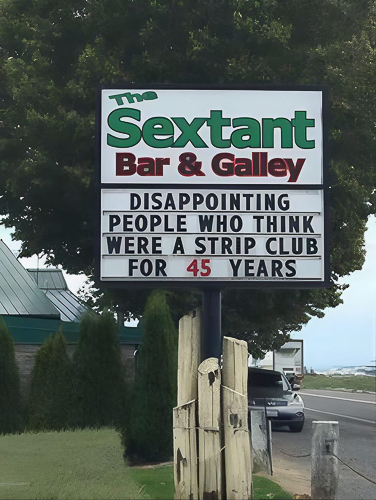 The
Sextant
Bar & Galley
DISAPPOINTING
PEOPLE WHO THINK
WERE A STRIP CLUB
FOR 45 YEARS